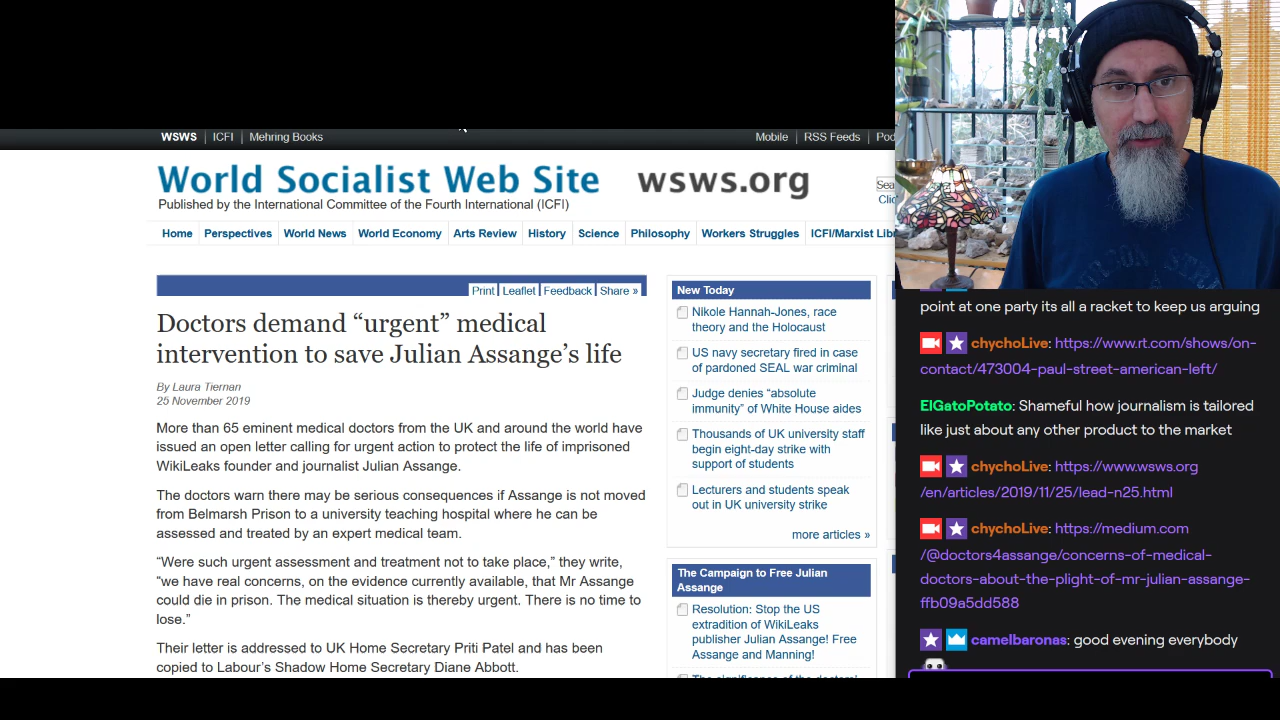 WSWS | ICFI | Mehring Books
Mobile | RSS Feeds | Pod
World Socialist Web Site wsws.org
Published by the International Committee of the Fourth International (ICFI)
Sea
Clic
Home Perspectives World News World Economy Arts Review History Science Philosophy Workers Struggles ICFI/Marxist Lib
Print Leaflet Feedback Share »
Doctors demand “urgent” medical
intervention to save Julian Assange’s life
By Laura Tiernan
25 November 2019
More than 65 eminent medical doctors from the UK and around the world have
issued an open letter calling for urgent action to protect the life of imprisoned
WikiLeaks founder and journalist Julian Assange.
The doctors warn there may be serious consequences if Assange is not moved
from Belmarsh Prison to a university teaching hospital where he can be
assessed and treated by an expert medical team.
“Were such urgent assessment and treatment not to take place,” they write,
“we have real concerns, on the evidence currently available, that Mr Assange
could die in prison. The medical situation is thereby urgent. There is no time to
lose.”
Their letter is addressed to UK Home Secretary Priti Patel and has been
copied to Labour’s Shadow Home Secretary Diane Abbott.
New Today
Nikole Hannah-Jones, race
theory and the Holocaust
US navy secretary fired in case
of pardoned SEAL war criminal
Judge denies “absolute
immunity” of White House aides
Thousands of UK university staff
begin eight-day strike with
support of students
Lecturers and students speak
out in UK university strike
more articles »
The Campaign to Free Julian
Assange
Resolution: Stop the US
extradition of WikiLeaks
publisher Julian Assange! Free
Assange and Manning!
point at one party its all a racket to keep us arguing
chychoLive: https://www.rt.com/shows/on-
contact/473004-paul-street-american-left/
ElGatoPotato: Shameful how journalism is tailored
like just about any other product to the market
chychoLive: https://www.wsws.org
/en/articles/2019/11/25/lead-n25.html
chychoLive: https://medium.com
/@doctors4assange/concerns-of-medical-
doctors-about-the-plight-of-mr-julian-assange-
ffb09a5dd588
camelbaronas: good evening everybody